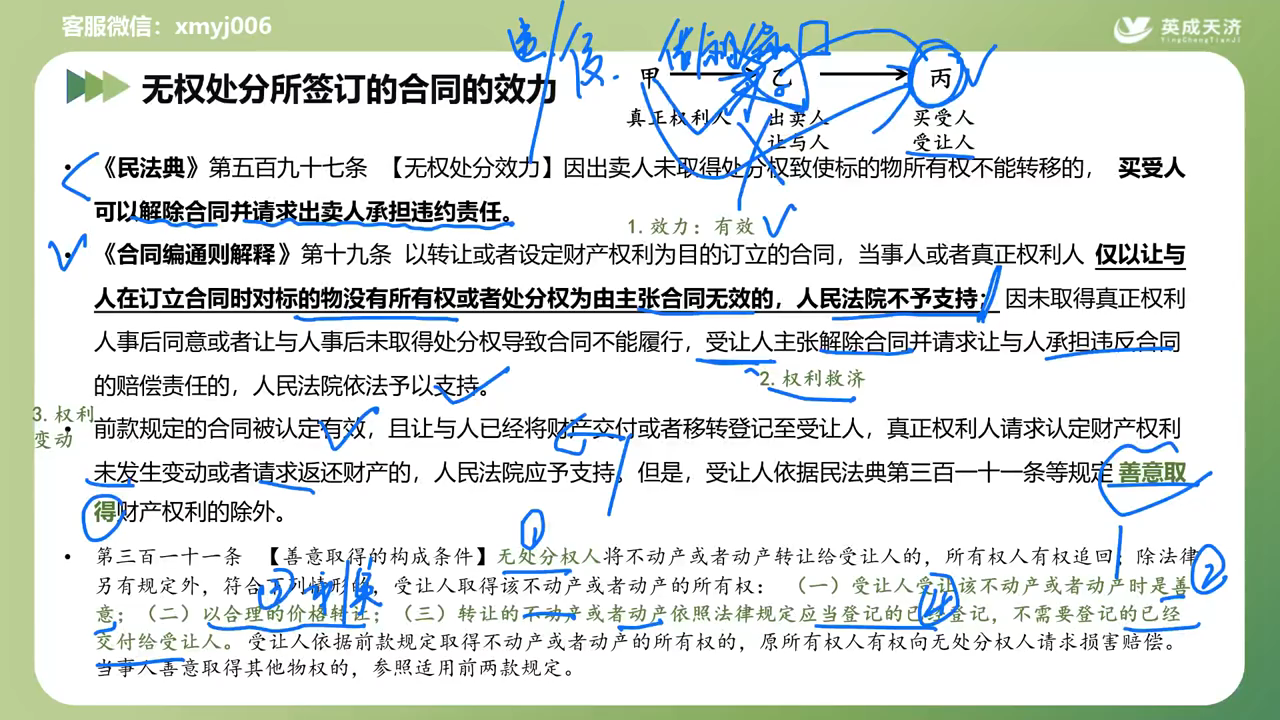 客服微信：xmyj006
英成天济
YingChengTianJi
无权处分所签订的合同的效力
甲 乙 丙
真正权利人 出卖人 买受人
让与人 受让人
• 《民法典》第五百九十七条 【无权处分效力】因出卖人未取得处分权致使标的物所有权不能转移的， 买受人
可以解除合同并请求出卖人承担违约责任。
1.效力：有效
• 《合同编通则解释》第十九条 以转让或者设定财产权利为目的订立的合同，当事人或者真正权利人 仅以让与
人在订立合同时对标的物没有所有权或者处分权为由主张合同无效的，人民法院不予支持； 因未取得真正权利
人事后同意或者让与人事后未取得处分权导致合同不能履行，受让人主张解除合同并请求让与人承担违反合同
的赔偿责任的，人民法院依法予以支持。
2.权利救济
3.权利
变动
• 前款规定的合同被认定有效，且让与人已经将财产交付或者移转登记至受让人，真正权利人请求认定财产权利
未发生变动或者请求返还财产的，人民法院应予支持。但是，受让人依据民法典第三百一十一条等规定 善意取
得财产权利的除外。
• 第三百一十一条 【善意取得的构成条件】无处分权人将不动产或者动产转让给受让人的，所有权人有权追回；除法律
另有规定外，符合下列情形的，受让人取得该不动产或者动产的所有权：（一）受让人受让该不动产或者动产时是善
意；（二）以合理的价格转让；（三）转让的不动产或者动产依照法律规定应当登记的已经登记，不需要登记的已经
交付给受让人。受让人依据前款规定取得不动产或者动产的所有权的，原所有权人有权向无处分权人请求损害赔偿。
当事人善意取得其他物权的，参照适用前两款规定。
①
②
④